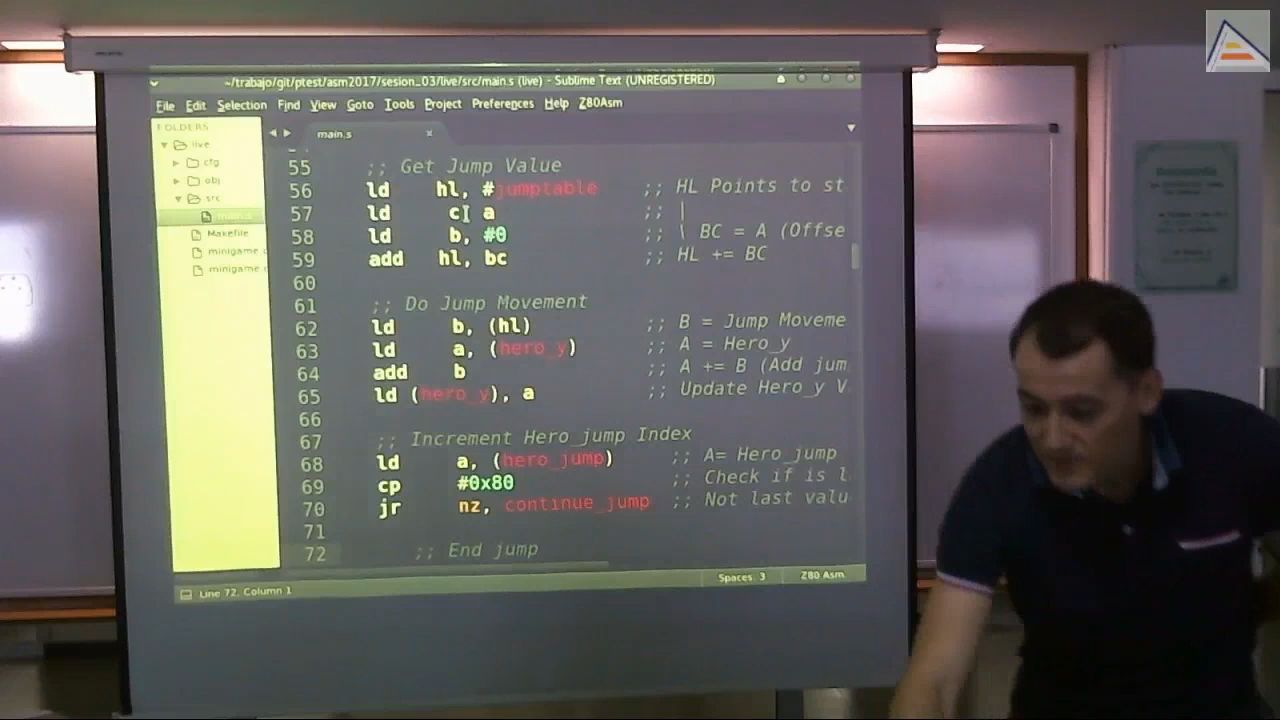 ~/trabajo/git/ptest/asm2017/sesion_03/live/src/main.s (live) - Sublime Text (UNREGISTERED)
File Edit Selection Find View Goto Tools Project Preferences Help Z80Asm
FOLDERS
live
cfg
obj
src
main.s
Makefile
minigame.
minigame.
main.s ×
55 ;; Get Jump Value
56 ld hl, #jumptable ;; HL Points to st
57 ld c, a ;; |
58 ld b, #0 ;; \ BC = A (Offse
59 add hl, bc ;; HL += BC
60
61 ;; Do Jump Movement
62 ld b, (hl) ;; B = Jump Moveme
63 ld a, (hero_y) ;; A = Hero_y
64 add b ;; A += B (Add jum
65 ld (hero_y), a ;; Update Hero_y V
66
67 ;; Increment Hero_jump Index
68 ld a, (hero_jump) ;; A= Hero_jump
69 cp #0x80 ;; Check if is l
70 jr nz, continue_jump ;; Not last valu
71
72 ;; End jump
Line 72, Column 1 Spaces: 3 Z80 Asm